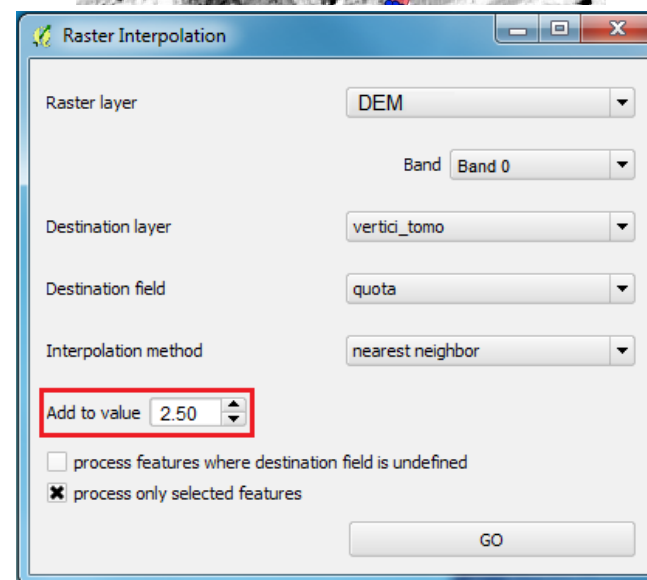 Raster Interpolation
Raster layer DEM
Band Band 0
Destination layer vertici_tomo
Destination field quota
Interpolation method nearest neighbor
Add to value 2.50
process features where destination field is undefined
process only selected features
GO